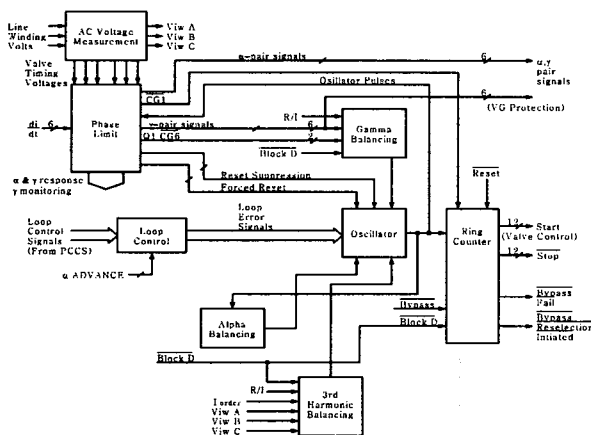 Line
Winding
Volts
AC Voltage
Measurement
Viw A
Viw B
Viw C
Valve
Timing
Voltages
α-pair signals
6
α,γ
pair
signals
CG1
Osillator Pulses
6
(VG Protection)
di
dt
6
Phase
Limit
γ-pair signals
6
Q1 CG6
2
R/I
Block D
Gamma
Balancing
α & γ response
γ monitoring
Reset Suppression
Forced Reset
Reset
Loop
Control
Signals
(From PCCS)
Loop
Control
Loop
Error
Signals
Oscillator
Ring
Counter
12
Start
(Valve Control)
12
Stop
α ADVANCE
Bypass
Bypass
Fail
Alpha
Balancing
Block D
Bypass
Reselection
Intiated
Block D
R/I
I order
Viw A
Viw B
Viw C
3rd
Harmonic
Balancing